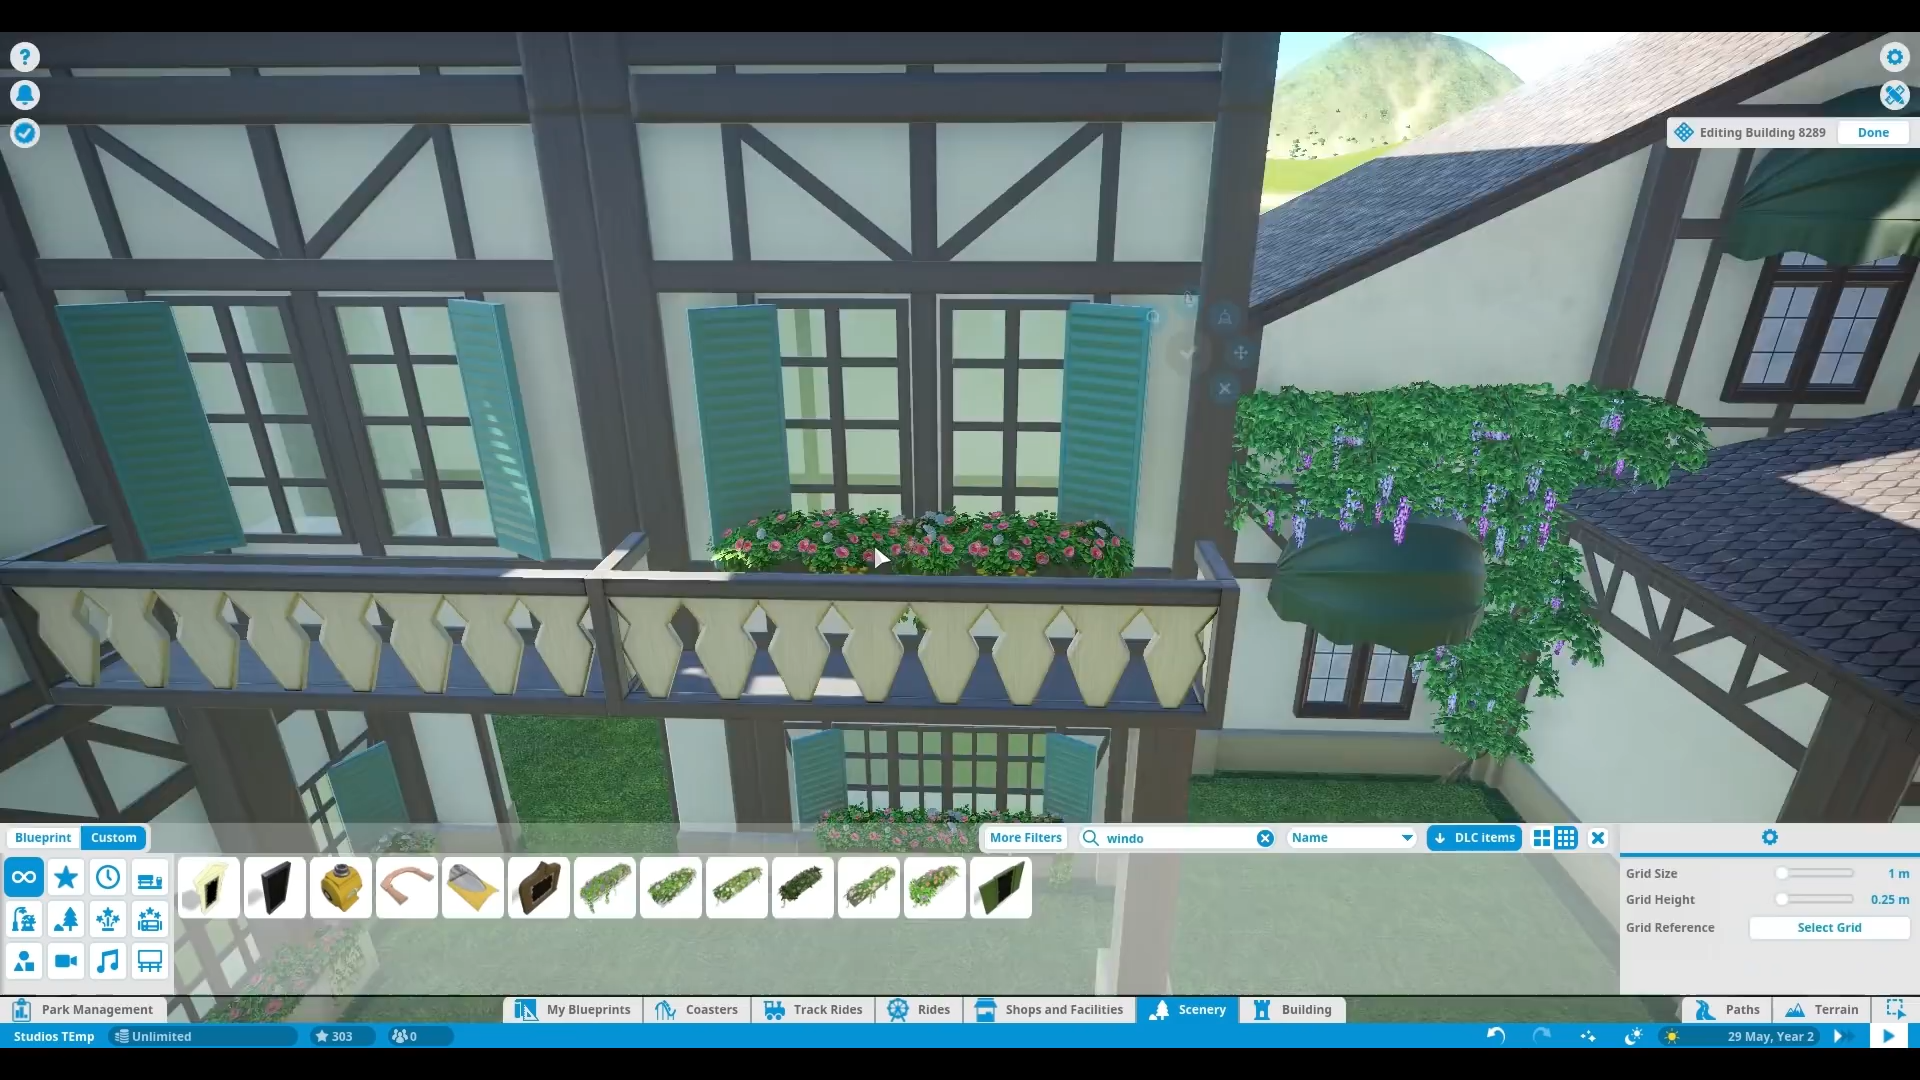 ?
Editing Building 8289 Done
Blueprint Custom
More Filters windo Name DLC items
Grid Size 1 m
Grid Height 0.25 m
Grid Reference Select Grid
Park Management My Blueprints Coasters Track Rides Rides Shops and Facilities Scenery Building Paths Terrain
Studios TEmp Unlimited 303 0 29 May, Year 2